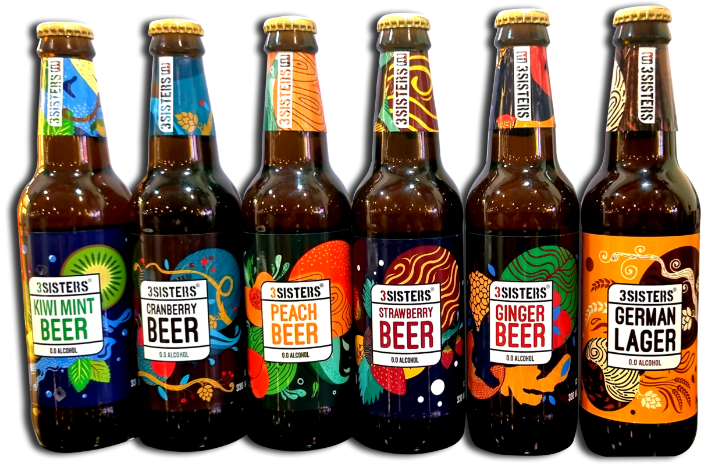 3SISTERS
3SISTERS
3SISTERS
3SISTERS
3SISTERS
3SISTERS
3SISTERS®
KIWI MINT
BEER
0.0 ALCOHOL
3SISTERS®
CRANBERRY
BEER
0.0 ALCOHOL
3SISTERS®
PEACH
BEER
0.0 ALCOHOL
3SISTERS®
STRAWBERRY
BEER
0.0 ALCOHOL
3SISTERS®
GINGER
BEER
0.0 ALCOHOL
3SISTERS®
GERMAN
LAGER
0.0 ALCOHOL